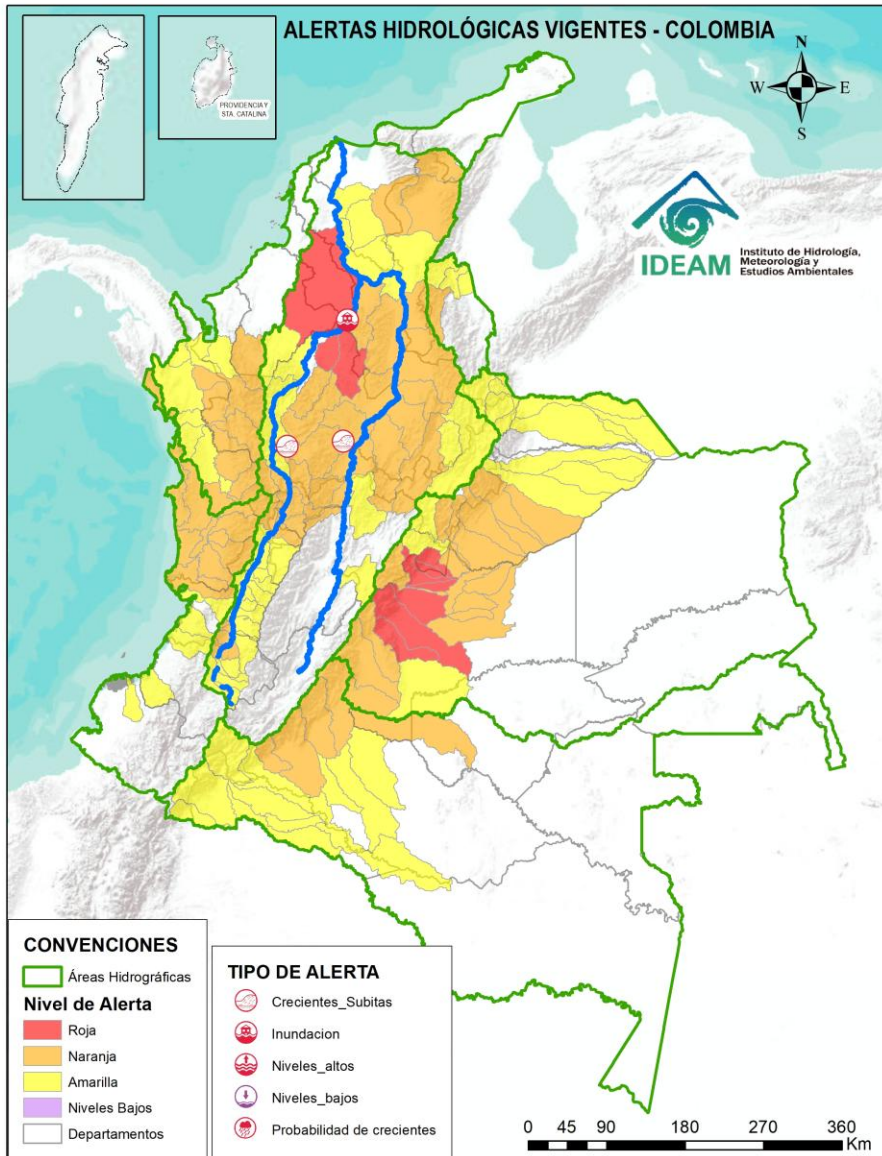 ALERTAS HIDROLÓGICAS VIGENTES - COLOMBIA
N
W
E
S
PROVIDENCIA Y
STA. CATALINA
IDEAM
Instituto de Hidrología,
Meteorología y
Estudios Ambientales
CONVENCIONES
Áreas Hidrográficas
Nivel de Alerta
Roja
Naranja
Amarilla
Niveles Bajos
Departamentos
TIPO DE ALERTA
Crecientes_Subitas
Inundacion
Niveles_altos
Niveles_bajos
Probabilidad de crecientes
0 45 90 180 270 360
Km